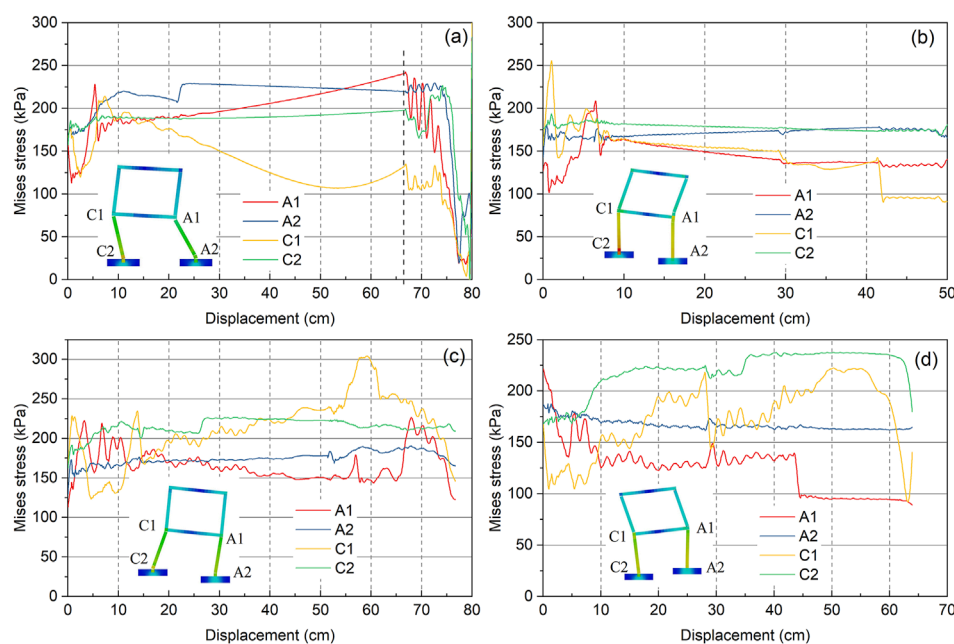 (a)
Mises stress (kPa)
300
250
200
150
100
50
0
C1
A1
C2
A2
A1
A2
C1
C2
0 10 20 30 40 50 60 70 80
Displacement (cm)
(b)
Mises stress (kPa)
300
250
200
150
100
50
0
C1
A1
C2
A2
A1
A2
C1
C2
0 10 20 30 40 50
Displacement (cm)
(c)
Mises stress (kPa)
300
250
200
150
100
50
0
C1
A1
C2
A2
A1
A2
C1
C2
0 10 20 30 40 50 60 70 80
Displacement (cm)
(d)
Mises stress (kPa)
250
200
150
100
50
0
C1
A1
C2
A2
A1
A2
C1
C2
0 10 20 30 40 50 60 70
Displacement (cm)